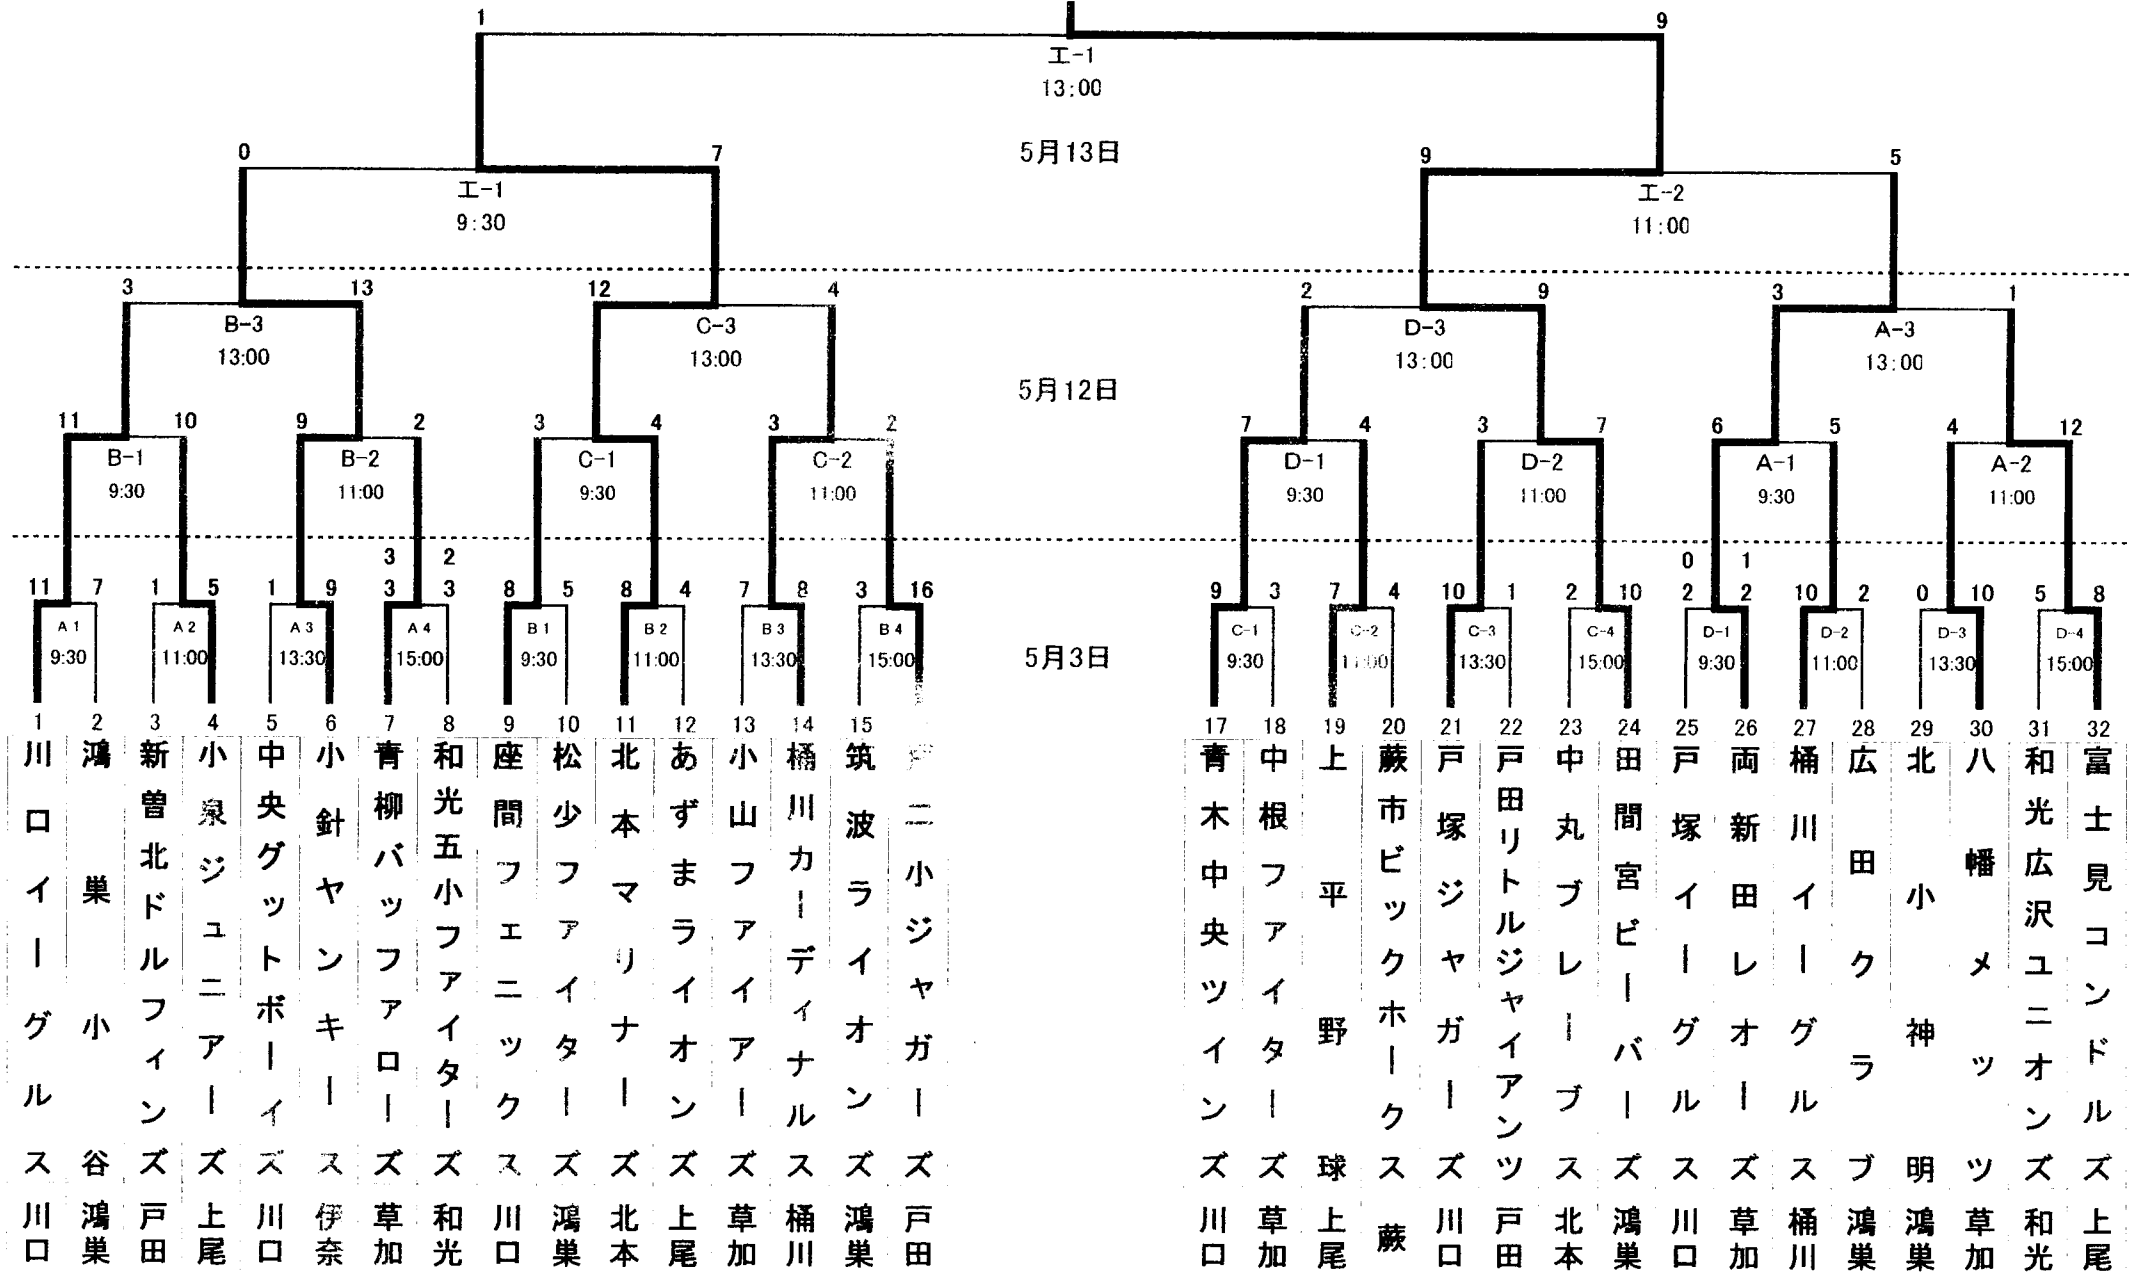 1
9
エ-1
13:00
5月13日
0
7
9
5
エ-1
9:30
エ-2
11:00
3
13
12
4
2
9
3
1
B-3
13:00
C-3
13:00
D-3
13:00
A-3
13:00
5月12日
11
10
9
2
3
4
3
2
7
4
3
7
6
5
4
12
B-1
9:30
B-2
11:00
C-1
9:30
C-2
11:00
D-1
9:30
D-2
11:00
A-1
9:30
A-2
11:00
3
2
0
1
11
7
1
5
1
9
3
3
8
5
8
4
7
8
3
16
9
3
7
4
10
1
2
10
2
2
10
2
0
10
5
8
A 1
9:30
A 2
11:00
A 3
13:30
A 4
15:00
B 1
9:30
B 2
11:00
B 3
13:30
B 4
15:00
5月3日
C-1
9:30
C-2
11:00
C-3
13:30
C-4
15:00
D-1
9:30
D-2
11:00
D-3
13:30
D-4
15:00
1 川口イーグルス 川口
2 鴻巣小谷 鴻巣
3 新曽北ドルフィンズ 戸田
4 小泉ジュニアーズ 上尾
5 中央グットボーイズ 川口
6 小針ヤンキース 伊奈
7 青柳バッファローズ 草加
8 和光五小ファイターズ 和光
9 座間フェニックス 川口
10 松少ファイターズ 鴻巣
11 北本マリナーズ 北本
12 あずまライオンズ 上尾
13 小山ファイアーズ 草加
14 桶川カーディナルス 桶川
15 筑波ライオンズ 鴻巣
二小ジャガーズ 戸田
17 青木中央ツインズ 川口
18 中根ファイターズ 草加
19 上平野球 上尾
20 蕨市ビックホークス 蕨
21 戸塚ジャガーズ 川口
22 戸田リトルジャイアンツ 戸田
23 中丸ブレーブス 北本
24 田間宮ビーバーズ 鴻巣
25 戸塚イーグルス 川口
26 両新田レオーズ 草加
27 桶川イーグルス 桶川
28 広田クラブ 鴻巣
29 北小神明 鴻巣
30 八幡メッツ 草加
31 和光広沢ユニオンズ 和光
32 富士見コンドルズ 上尾